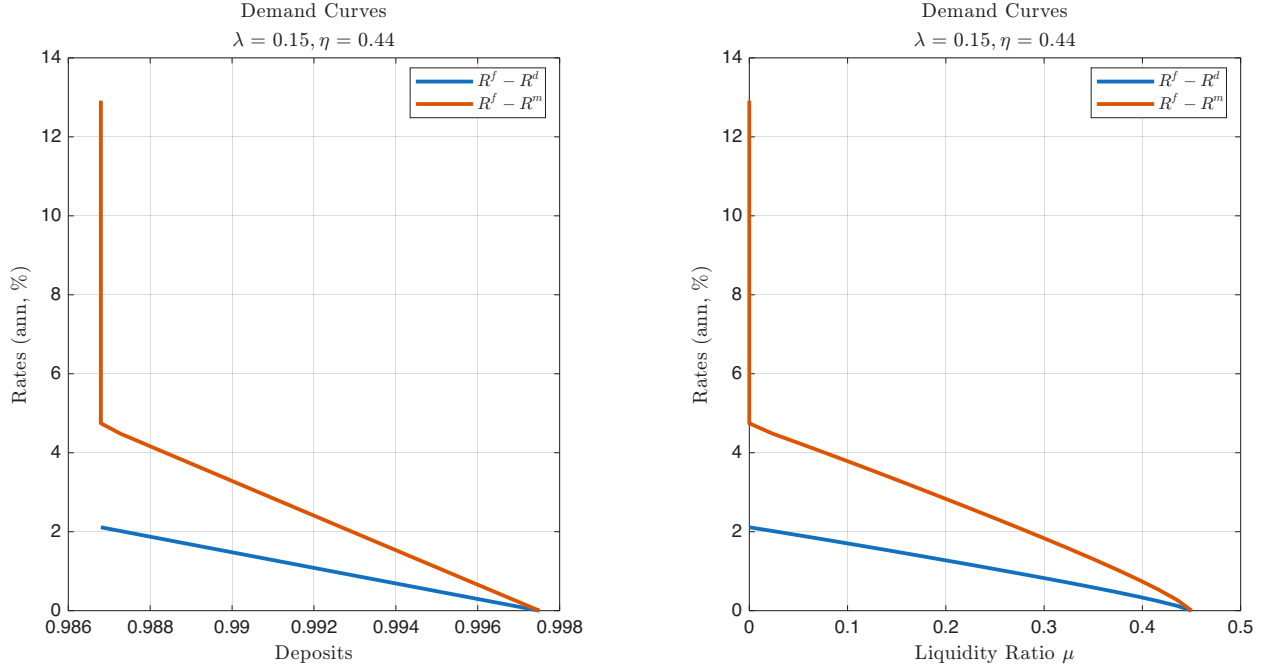 Demand Curves
λ = 0.15, η = 0.44
14
12
10
8
6
4
2
0
Rates (ann, %)
R^f − R^d
R^f − R^m
0.986
0.988
0.99
0.992
0.994
0.996
0.998
Deposits
Demand Curves
λ = 0.15, η = 0.44
14
12
10
8
6
4
2
0
Rates (ann, %)
R^f − R^d
R^f − R^m
0
0.1
0.2
0.3
0.4
0.5
Liquidity Ratio μ